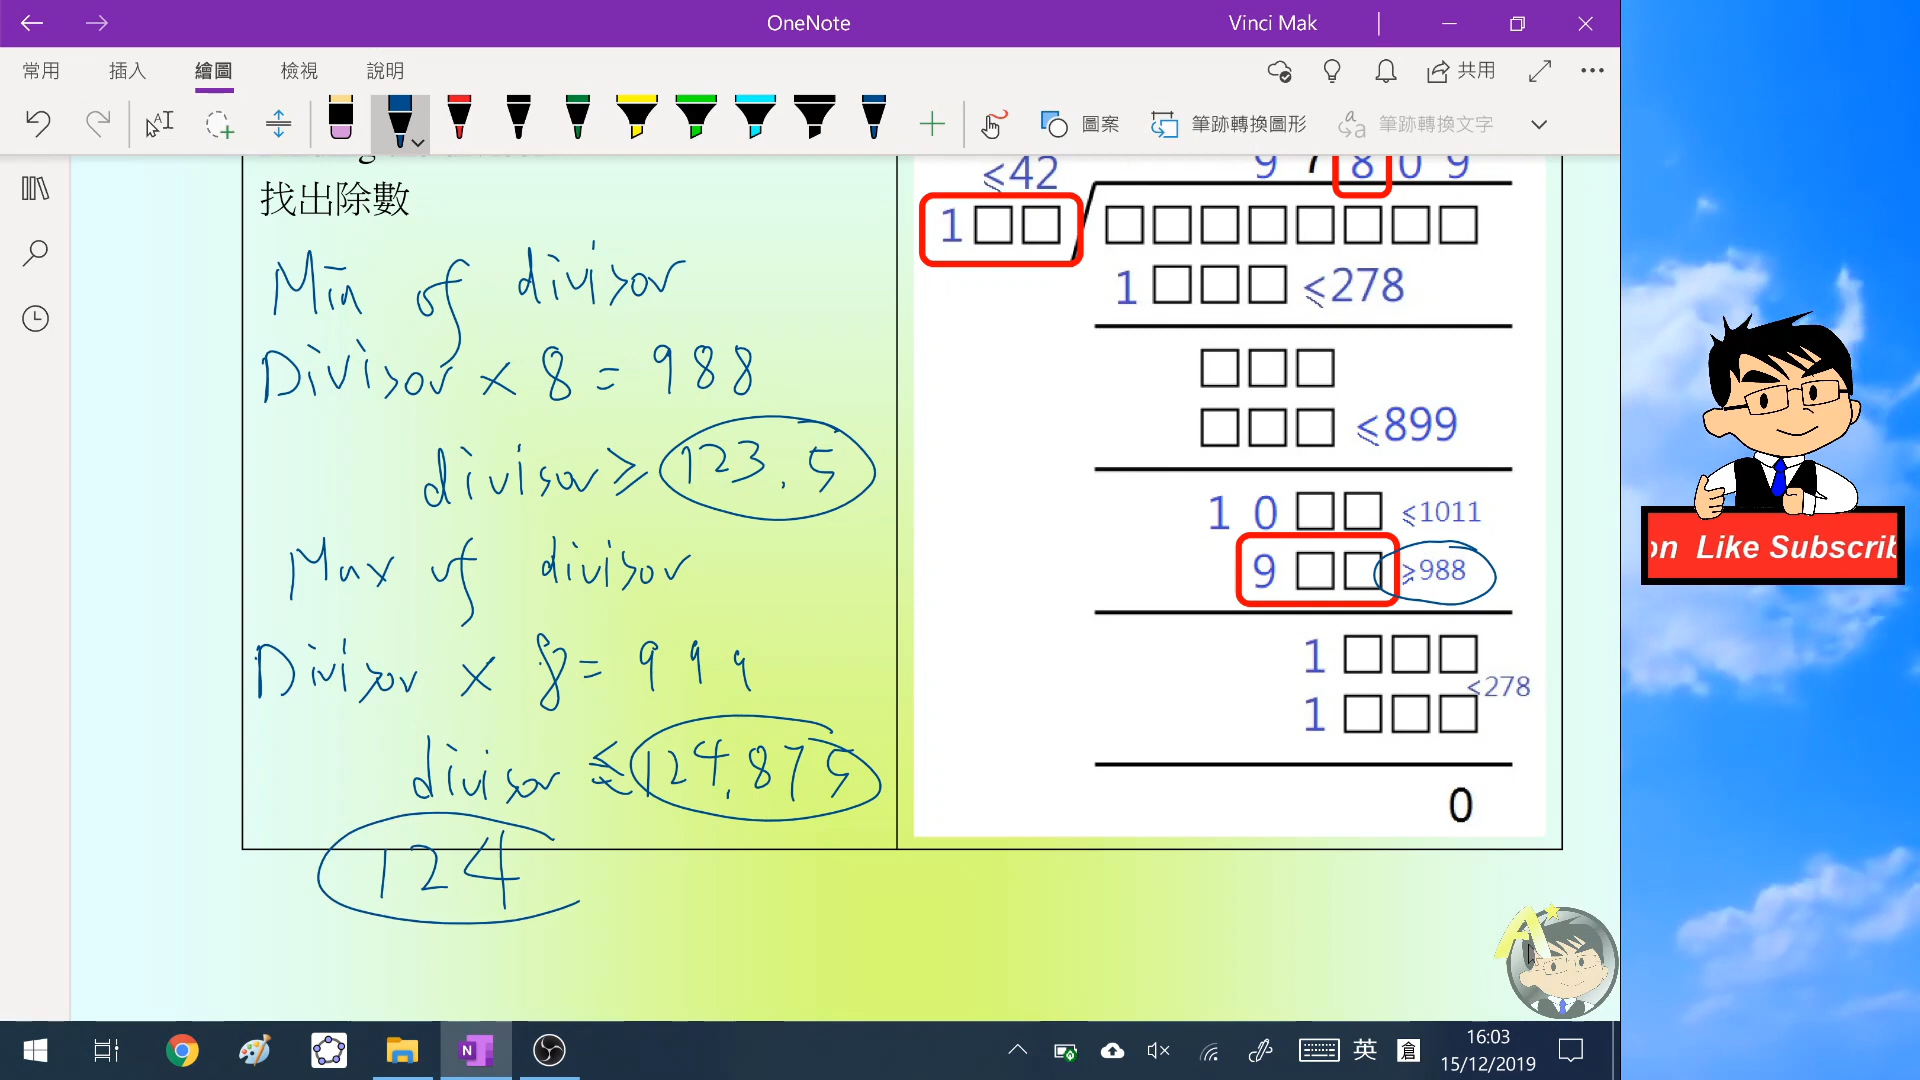 OneNote
Vinci Mak
常用 插入 繪圖 檢視 說明
共用
圖案 筆跡轉換圖形 筆跡轉換文字
找出除數
Min of divisor
Divisor × 8 = 988
divisor ⩾ 123.5
Max of divisor
Divisor × 8 = 999
divisor ⩽ 124.875
124
⩽42
9 7 8 0 9
1□□ □□□□□□□□
1□□□ ⩽278
□□□
□□□ ⩽899
1 0 □□ ⩽1011
9 □□ ⩾988
1 □□□
<278
1 □□□
0
on Like Subscrib
A
英 倉
16:03
15/12/2019